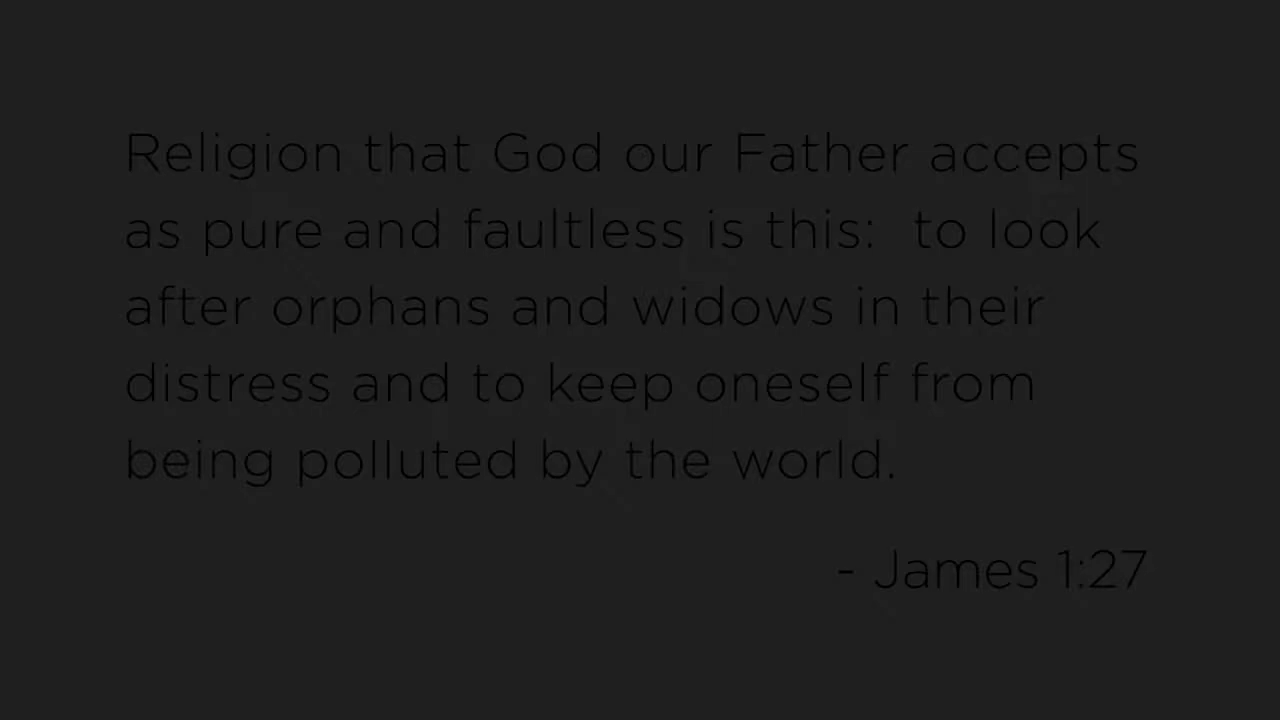 Religion that God our Father accepts
as pure and faultless is this:  to look
after orphans and widows in their
distress and to keep oneself from
being polluted by the world.
- James 1:27